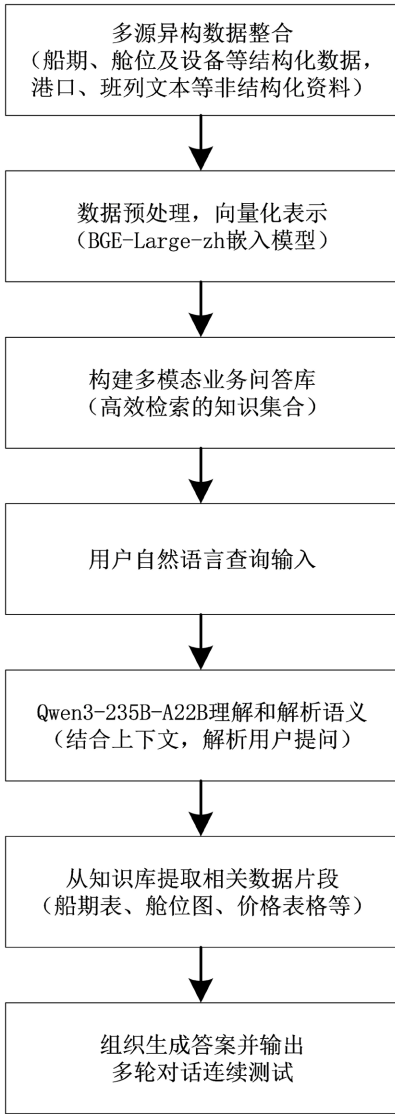 多源异构数据整合
（船期、舱位及设备等结构化数据，
港口、班列文本等非结构化资料）
数据预处理，向量化表示
（BGE-Large-zh嵌入模型）
构建多模态业务问答库
（高效检索的知识集合）
用户自然语言查询输入
Qwen3-235B-A22B理解和解析语义
（结合上下文，解析用户提问）
从知识库提取相关数据片段
（船期表、舱位图、价格表格等）
组织生成答案并输出
多轮对话连续测试